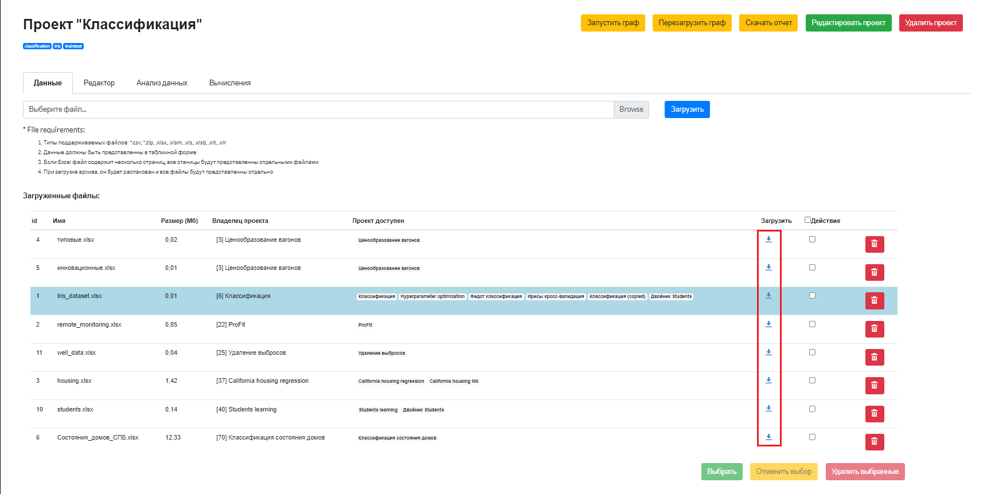 Проект "Классификация"
Запустить граф Перезагрузить граф Скачать отчет Редактировать проект Удалить проект
classification iris traintest
Данные Редактор Анализ данных Вычисления
Выберите файл... Browse Загрузить
* File requirements:
1. Типы поддерживаемых файлов: *.csv, *.zip, .xlsx, .xlsm, .xls, .xlsb, .xlt, .xlr
2. Данные должны быть представленны в табличной форме
3. Если Excel файл содержит несколько страниц, все станицы будут представленны отдельными файлами
4. При загрузке архива, он будет распакован и все файлы будут представленны отдельно
Загруженные файлы:
id Имя Размер (Мб) Владелец проекта Проект доступен Загрузить Действие
4 типовые.xlsx 0,02 [3] Ценообразование вагонов Ценообразование вагонов
5 инновационные.xlsx 0,01 [3] Ценообразование вагонов Ценообразование вагонов
1 Iris_dataset.xlsx 0,01 [6] Классификация Классификация Hyperparameter optimization Федот классификация Ирисы кросс-валидация Классификация (copied) Двойник Students
2 remote_monitoring.xlsx 0,85 [22] ProFit ProFit
11 well_data.xlsx 0,04 [25] Удаление выбросов Удаление выбросов
3 housing.xlsx 1,42 [37] California housing regression California housing regression California housing NN
10 students.xlsx 0,14 [40] Students learning Students learning Двойник Students
6 Состояния_домов_СПБ.xlsx 12,33 [70] Классификация состояния домов Классификация состояния домов
Выбрать Отменить выбор Удалить выбранные